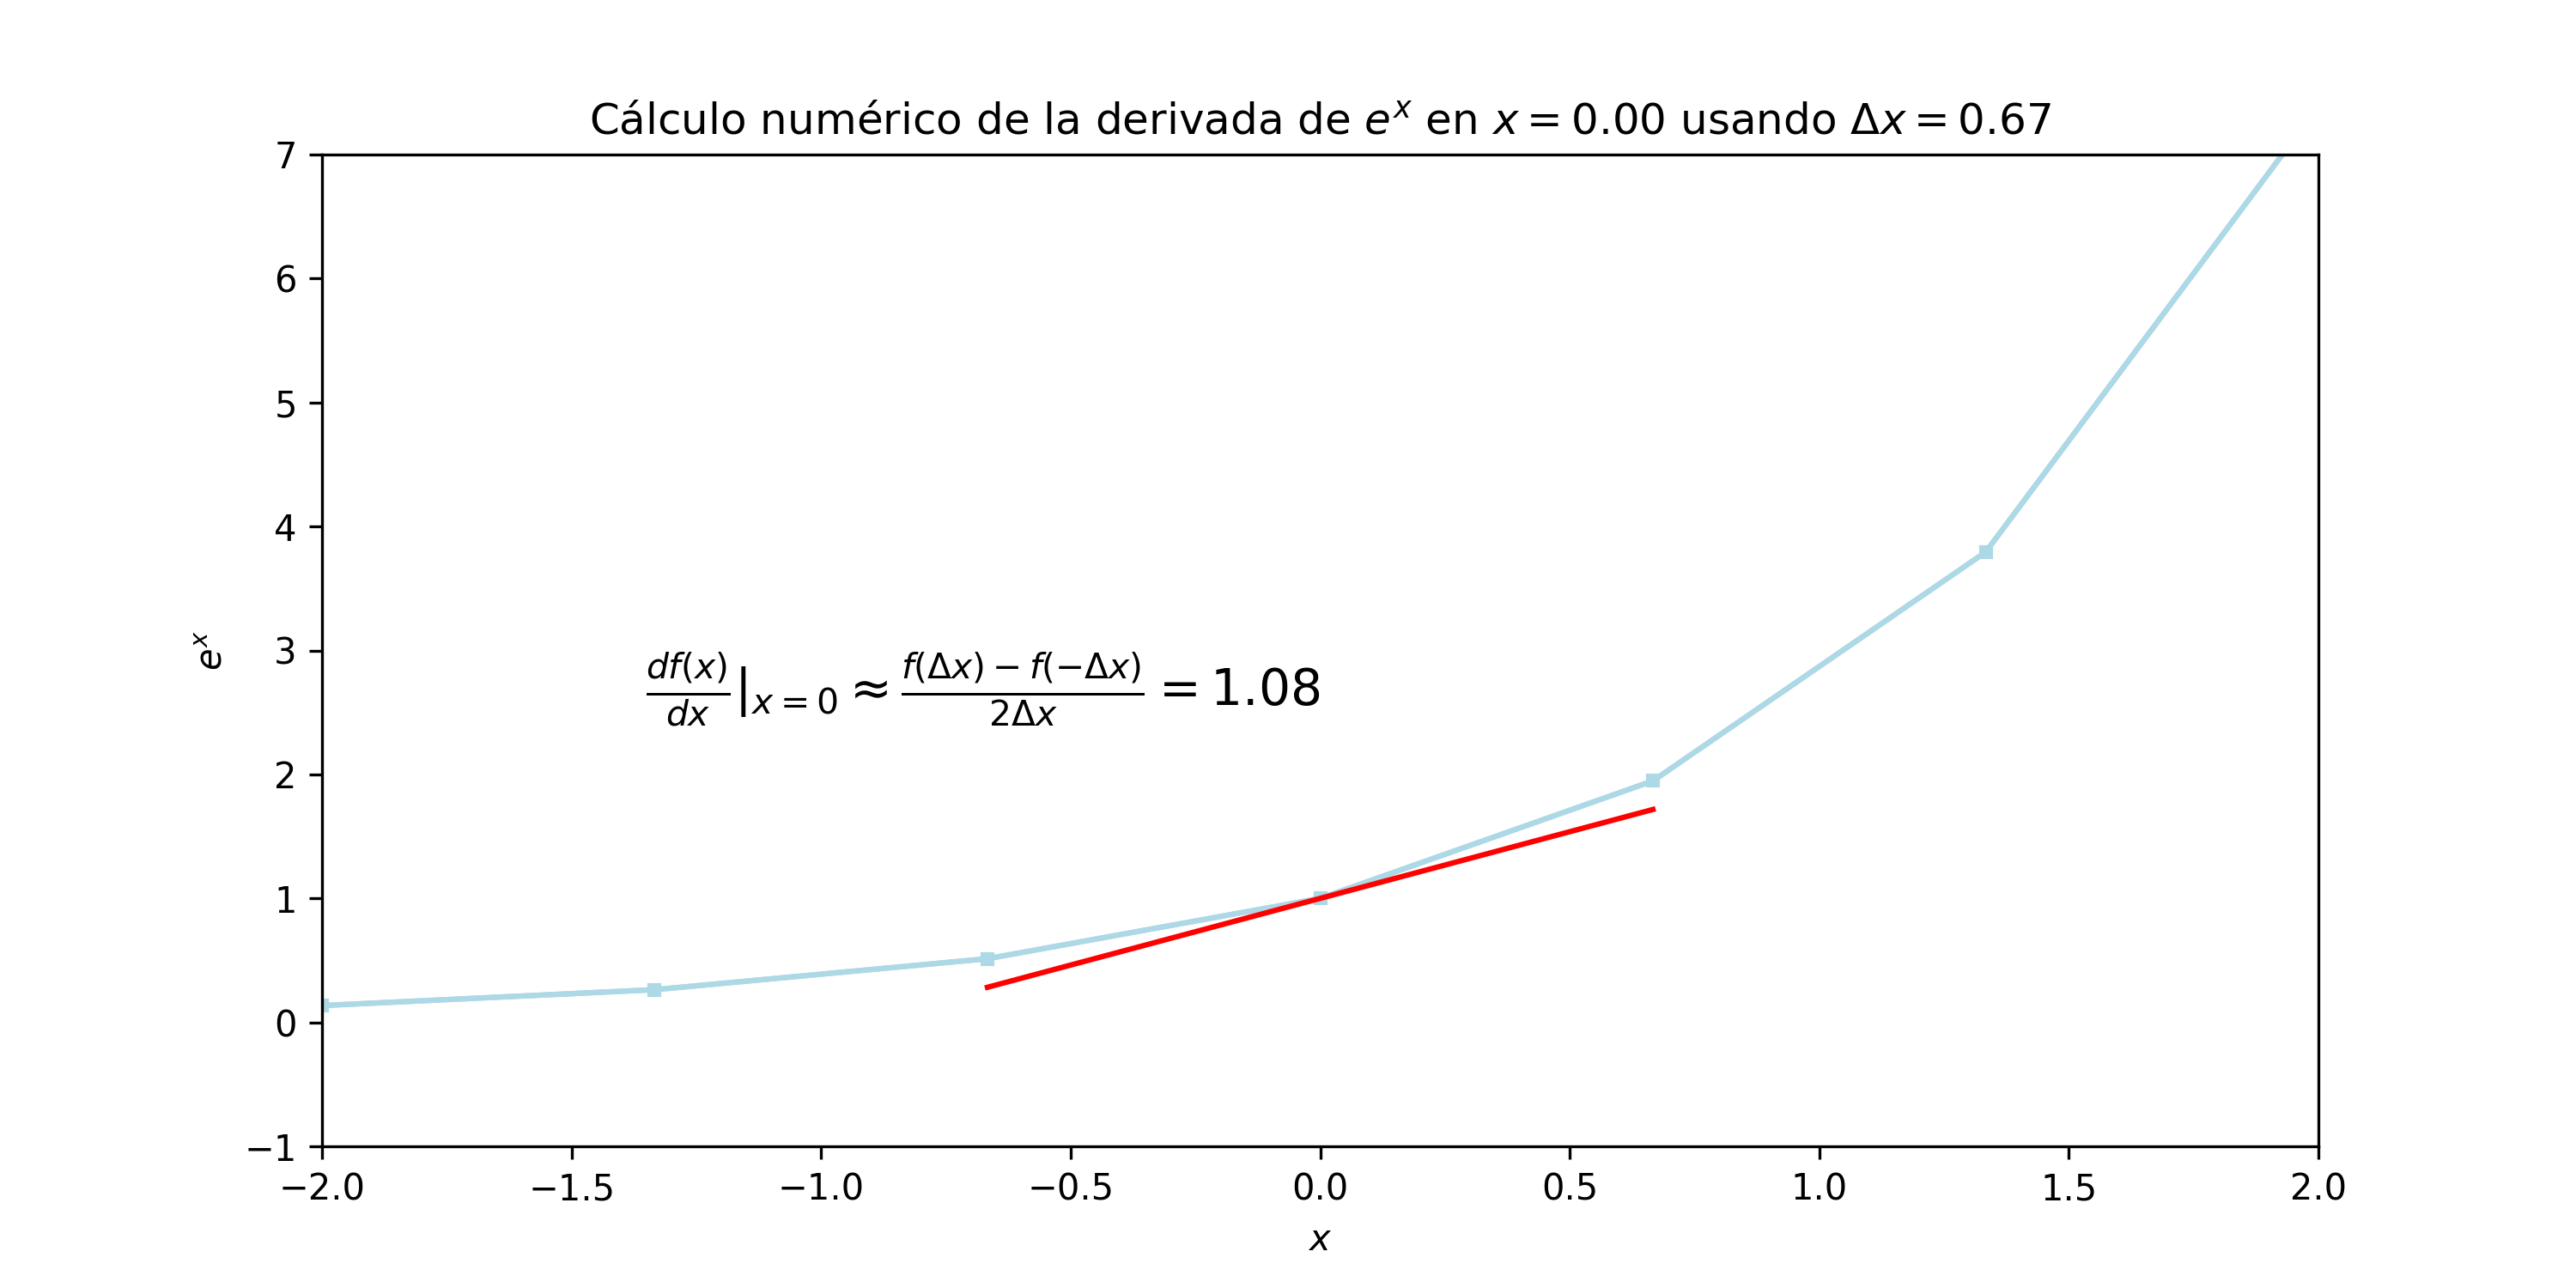 Cálculo numérico de la derivada de e^x en x = 0.00 usando Δx = 0.67
7
6
5
4
3
2
1
0
−1
e^x
df(x)/dx |x = 0 ≈ f(Δx) − f(−Δx)/2Δx = 1.08
−2.0 −1.5 −1.0 −0.5 0.0 0.5 1.0 1.5 2.0
x